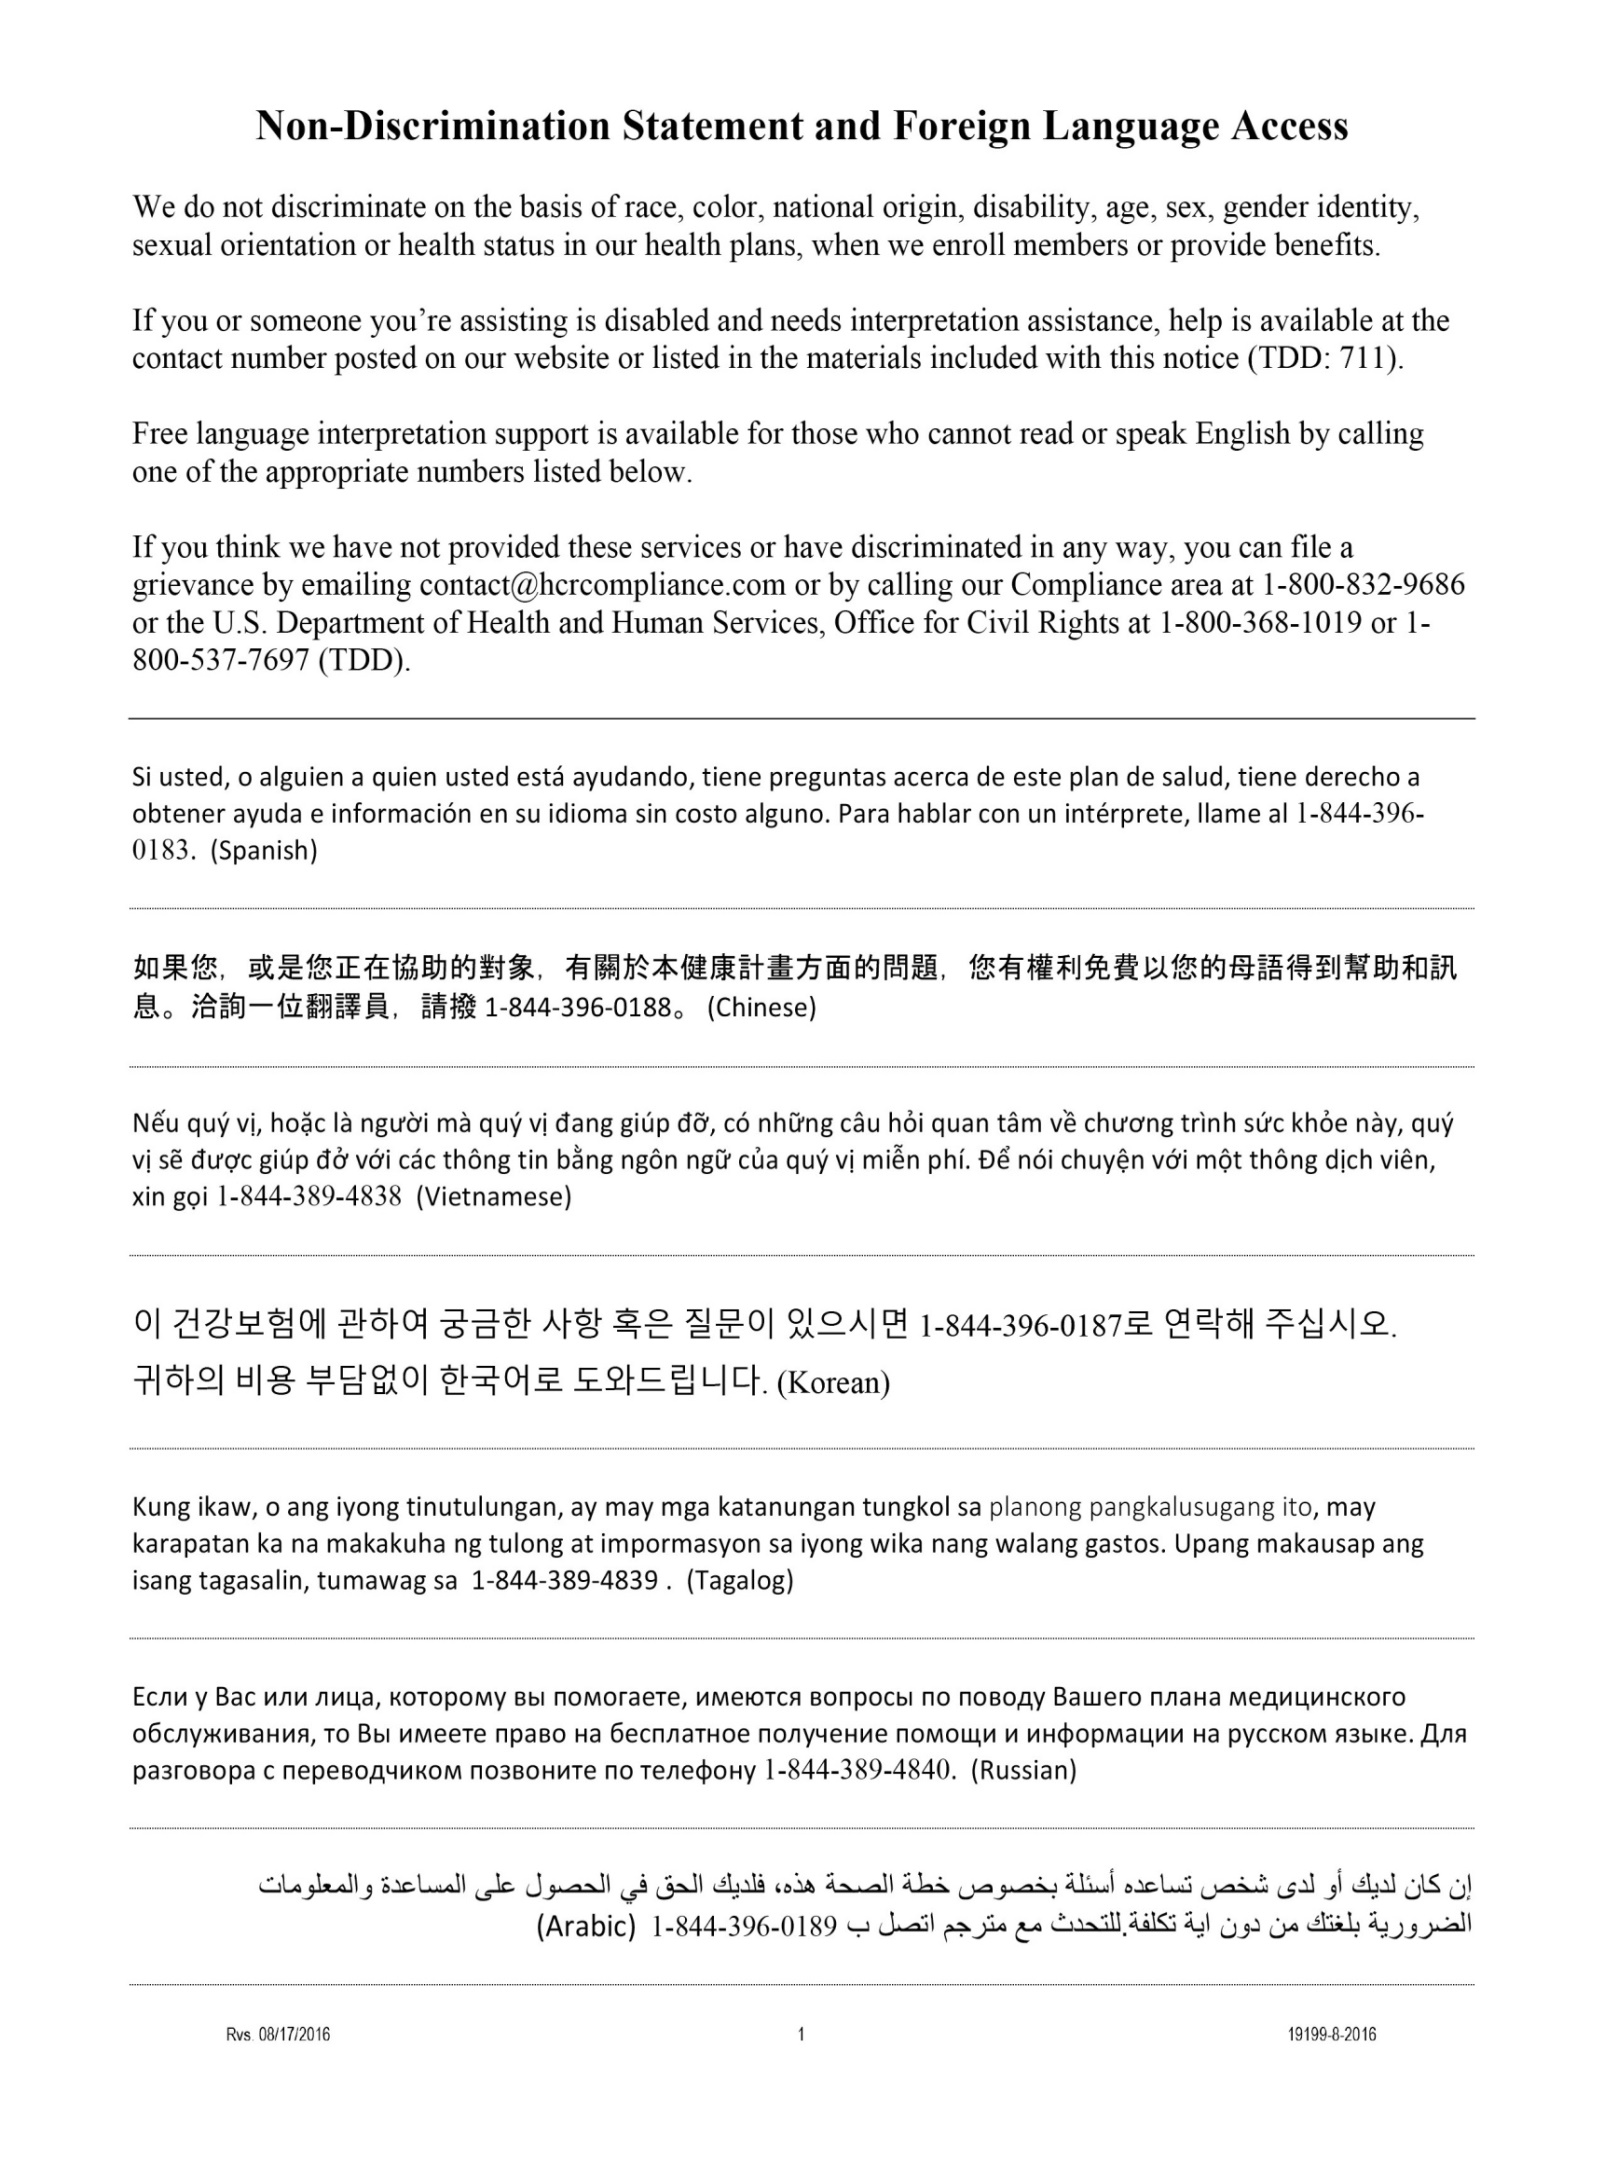 Non-Discrimination Statement and Foreign Language Access
We do not discriminate on the basis of race, color, national origin, disability, age, sex, gender identity,
sexual orientation or health status in our health plans, when we enroll members or provide benefits.
If you or someone you’re assisting is disabled and needs interpretation assistance, help is available at the
contact number posted on our website or listed in the materials included with this notice (TDD: 711).
Free language interpretation support is available for those who cannot read or speak English by calling
one of the appropriate numbers listed below.
If you think we have not provided these services or have discriminated in any way, you can file a
grievance by emailing contact@hcrcompliance.com or by calling our Compliance area at 1-800-832-9686
or the U.S. Department of Health and Human Services, Office for Civil Rights at 1-800-368-1019 or 1-
800-537-7697 (TDD).
Si usted, o alguien a quien usted está ayudando, tiene preguntas acerca de este plan de salud, tiene derecho a
obtener ayuda e información en su idioma sin costo alguno. Para hablar con un intérprete, llame al 1-844-396-
0183. (Spanish)
如果您，或是您正在協助的對象，有關於本健康計畫方面的問題，您有權利免費以您的母語得到幫助和訊
息。洽詢一位翻譯員，請撥 1-844-396-0188。 (Chinese)
Nếu quý vị, hoặc là người mà quý vị đang giúp đỡ, có những câu hỏi quan tâm về chương trình sức khỏe này, quý
vị sẽ được giúp đở với các thông tin bằng ngôn ngữ của quý vị miễn phí. Để nói chuyện với một thông dịch viên,
xin gọi 1-844-389-4838 (Vietnamese)
이 건강보험에 관하여 궁금한 사항 혹은 질문이 있으시면 1-844-396-0187로 연락해 주십시오.
귀하의 비용 부담없이 한국어로 도와드립니다. (Korean)
Kung ikaw, o ang iyong tinutulungan, ay may mga katanungan tungkol sa planong pangkalusugang ito, may
karapatan ka na makakuha ng tulong at impormasyon sa iyong wika nang walang gastos. Upang makausap ang
isang tagasalin, tumawag sa 1-844-389-4839 . (Tagalog)
Если у Вас или лица, которому вы помогаете, имеются вопросы по поводу Вашего плана медицинского
обслуживания, то Вы имеете право на бесплатное получение помощи и информации на русском языке. Для
разговора с переводчиком позвоните по телефону 1-844-389-4840. (Russian)
إن كان لديك أو لدى شخص تساعده أسئلة بخصوص خطة الصحة هذه، فلديك الحق في الحصول على المساعدة والمعلومات
الضرورية بلغتك من دون اية تكلفة.للتحدث مع مترجم اتصل ب 1-844-396-0189 (Arabic)
Rvs. 08/17/2016 1 19199-8-2016